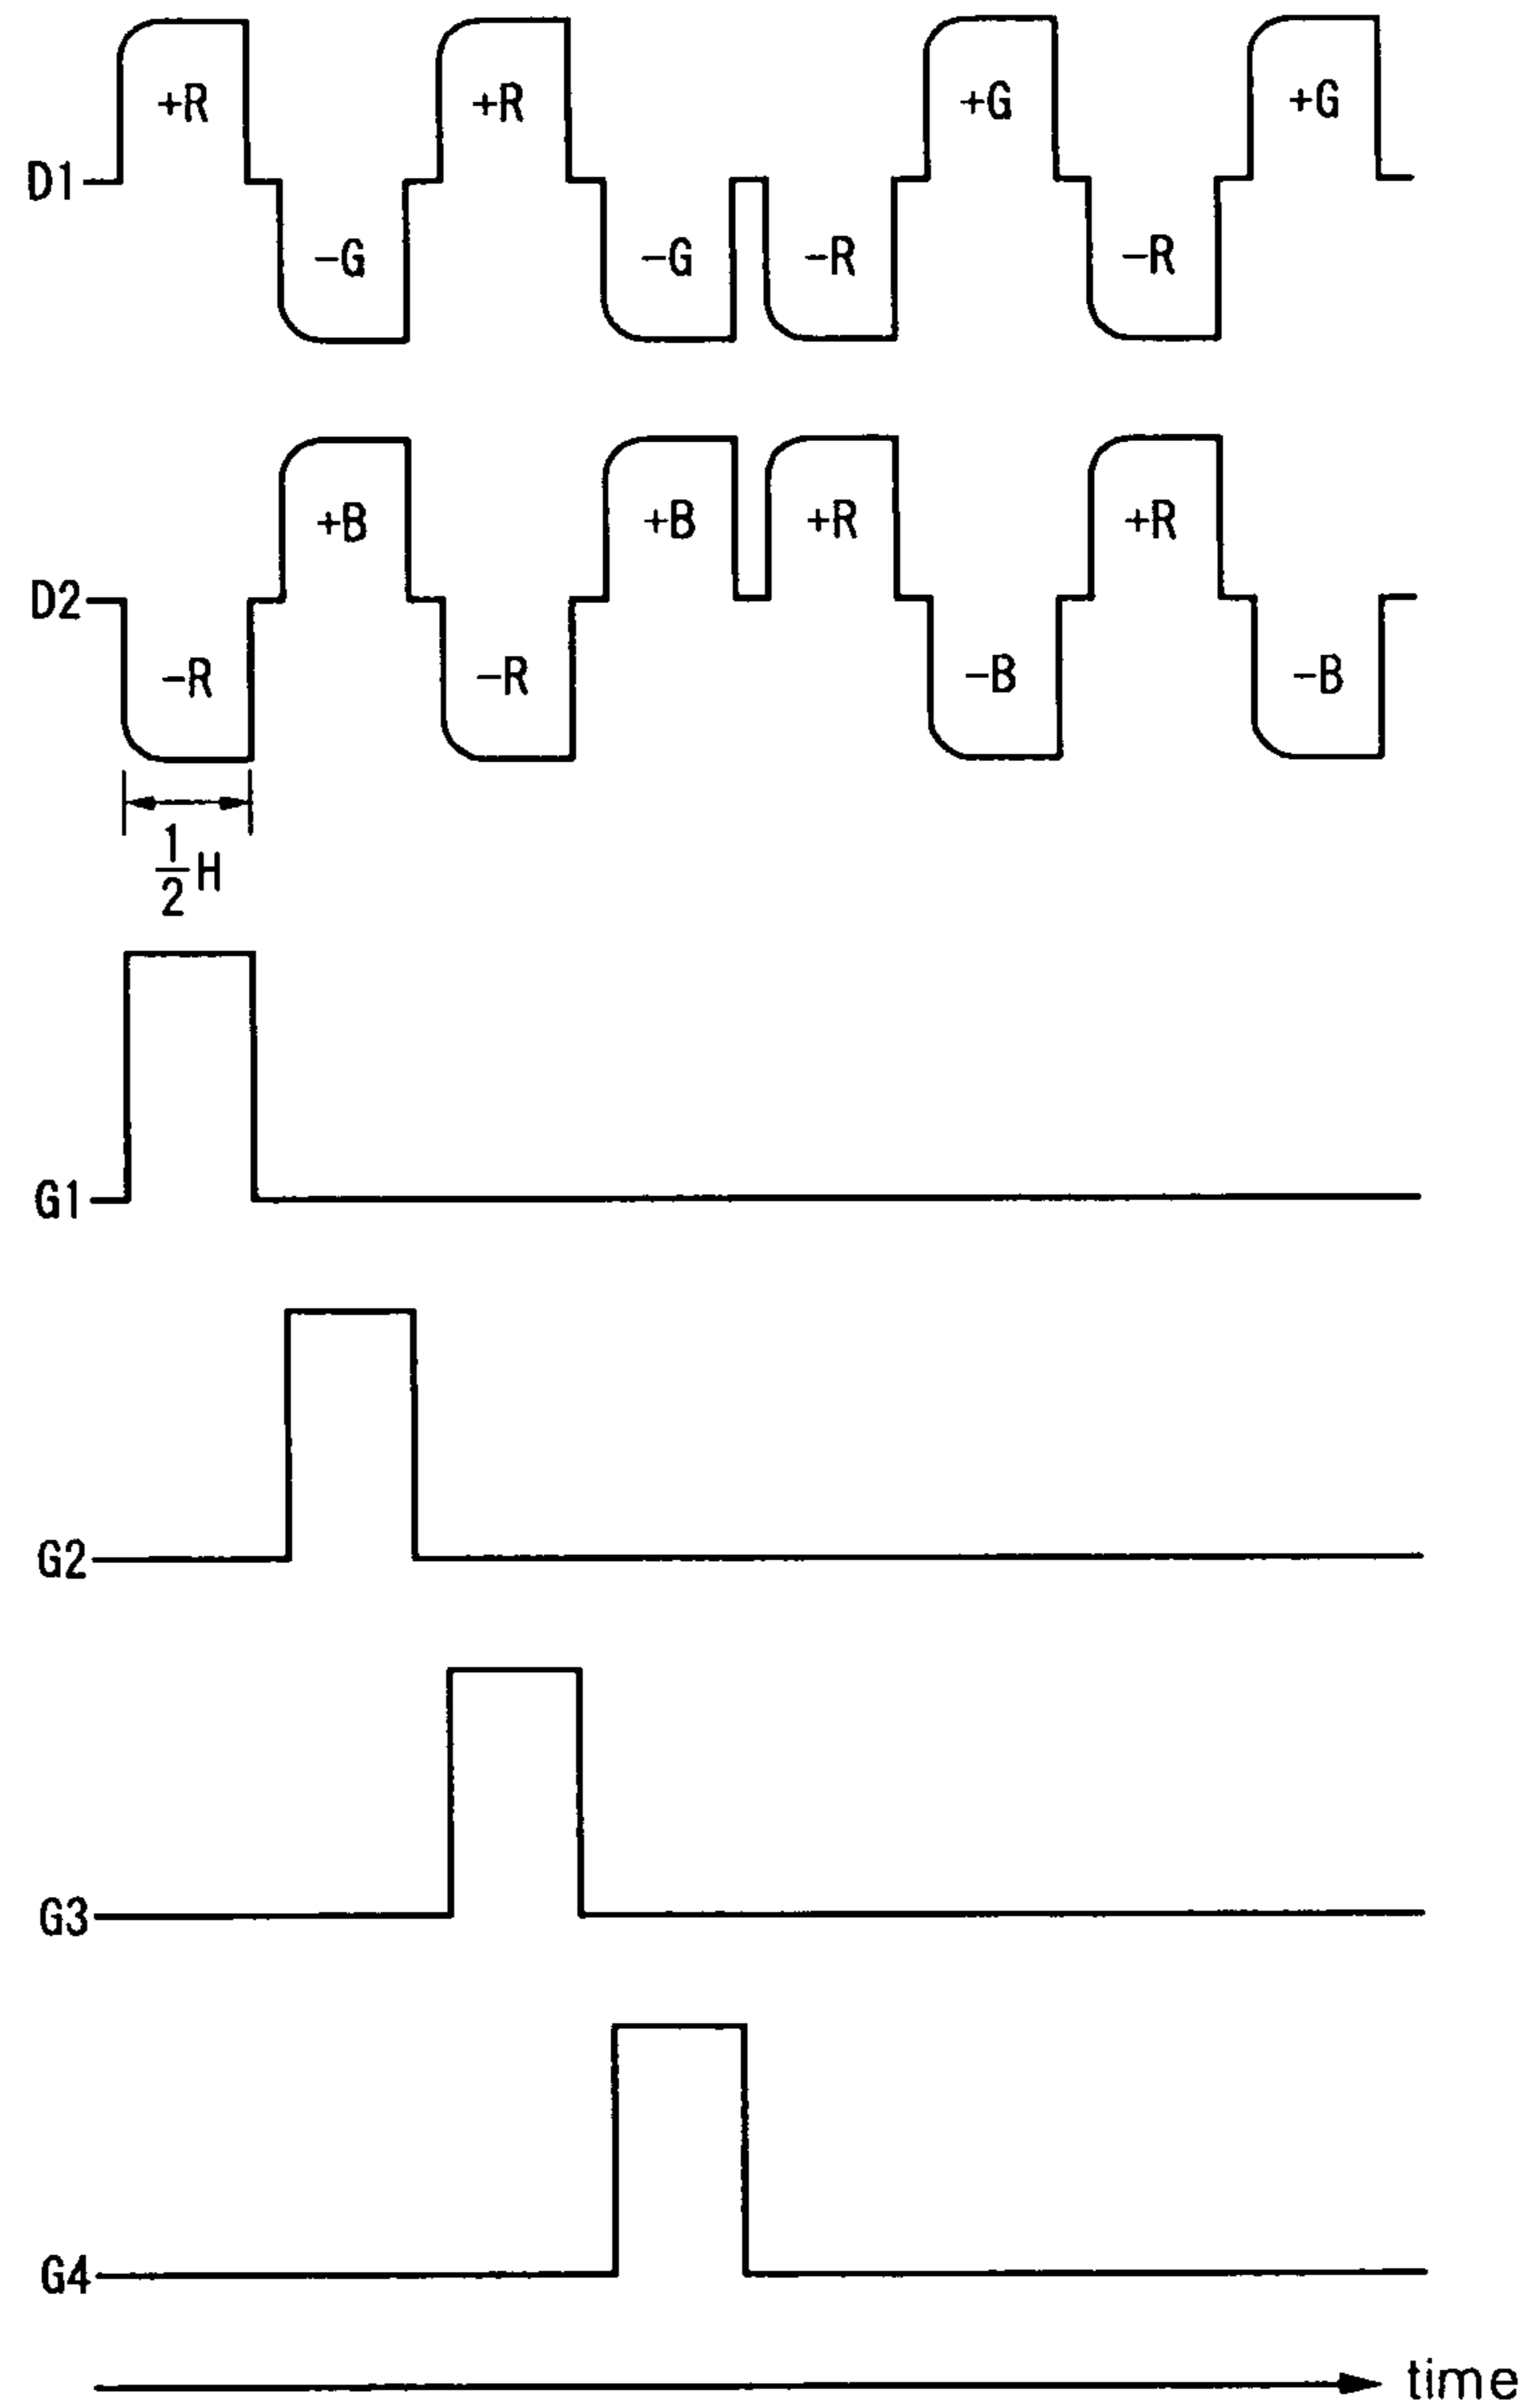 +R +R +G +G
D1
-G -G -R -R
+B +B +R +R
D2
-R -R -B -B
1/2 H
G1
G2
G3
G4
time